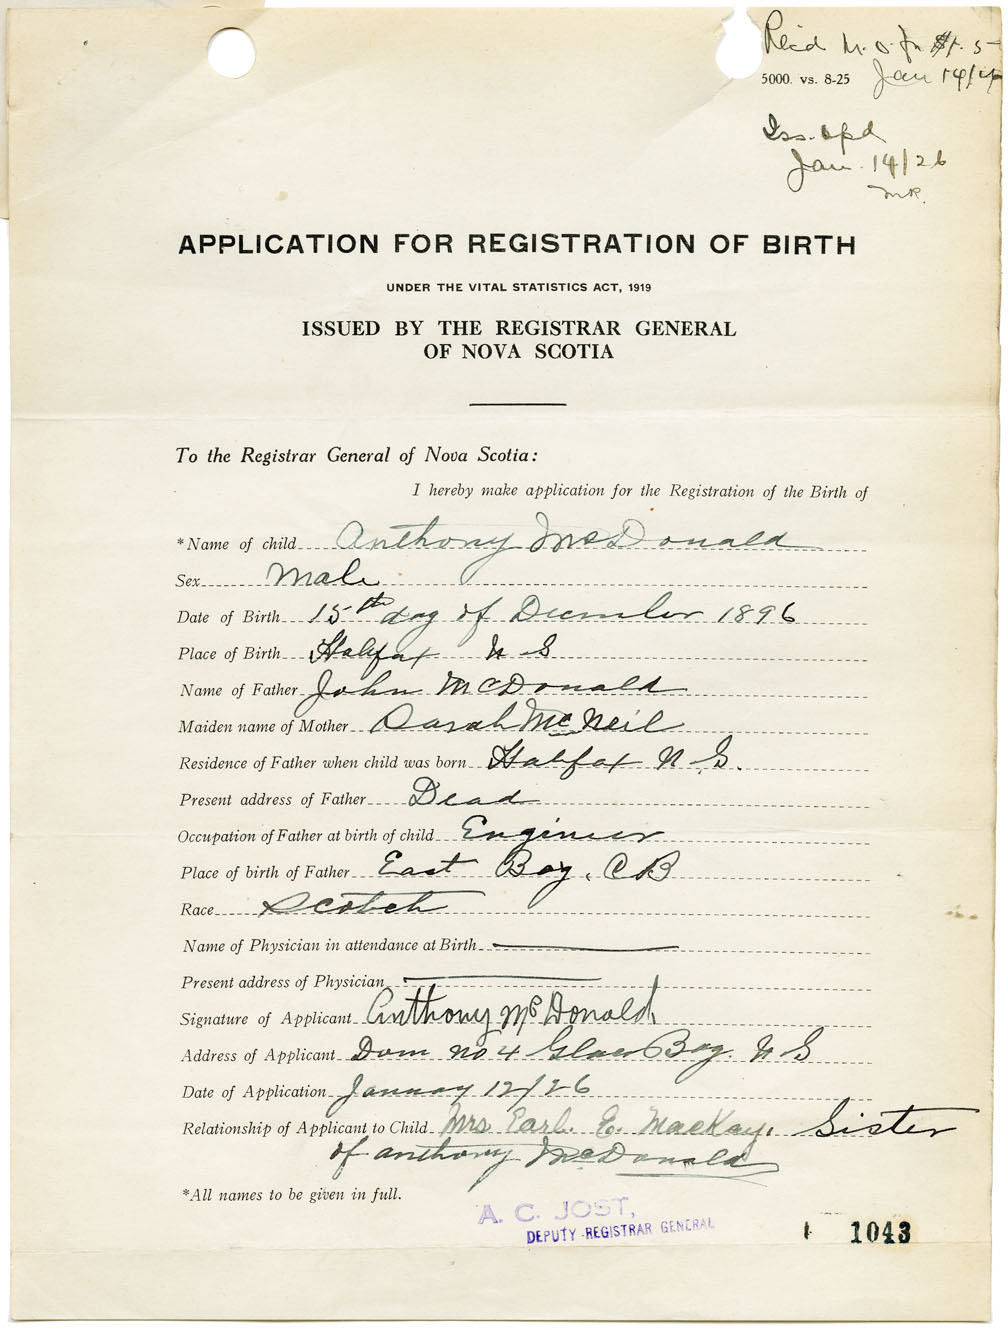 Rec'd M. O. for $1.5-
5000. vs. 8-25 Jan 14/26
Iss.
Jan. 14/26
MR.
APPLICATION FOR REGISTRATION OF BIRTH
UNDER THE VITAL STATISTICS ACT, 1919
ISSUED BY THE REGISTRAR GENERAL
OF NOVA SCOTIA
To the Registrar General of Nova Scotia:
I hereby make application for the Registration of the Birth of
*Name of child Anthony McDonald
Sex Male
Date of Birth 15th day of December 1896
Place of Birth Halifax N S
Name of Father John McDonald
Maiden name of Mother Sarah McNeil
Residence of Father when child was born Halifax N.S.
Present address of Father Dead
Occupation of Father at birth of child Engineer
Place of birth of Father East Bay, CB
Race Scotch
Name of Physician in attendance at Birth
Present address of Physician
Signature of Applicant Anthony McDonald.
Address of Applicant Dom no 4 Glace Bay. N S
Date of Application January 12/26
Relationship of Applicant to Child Mrs Earl. E. MacKay, Sister
of anthony McDonald
*All names to be given in full.
A. C. JOST,
DEPUTY REGISTRAR GENERAL
1043